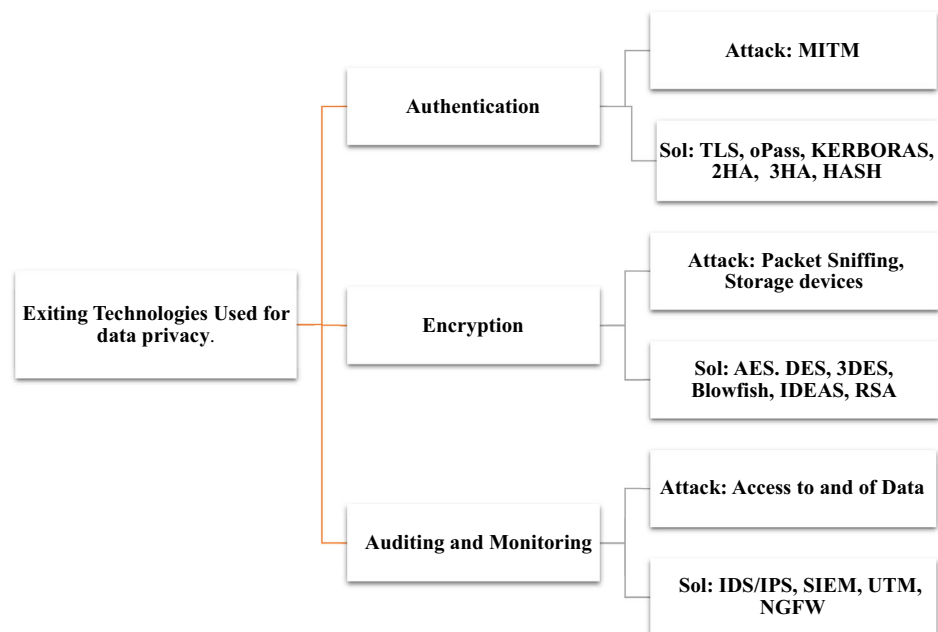 Exiting Technologies Used for
data privacy.
Authentication
Attack: MITM
Sol: TLS, oPass, KERBORAS,
2HA, 3HA, HASH
Encryption
Attack: Packet Sniffing,
Storage devices
Sol: AES. DES, 3DES,
Blowfish, IDEAS, RSA
Auditing and Monitoring
Attack: Access to and of Data
Sol: IDS/IPS, SIEM, UTM,
NGFW